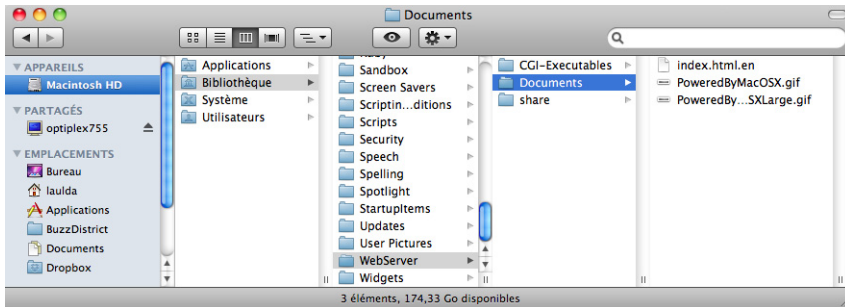 Documents
APPAREILS
Macintosh HD
PARTAGÉS
optiplex755
EMPLACEMENTS
Bureau
laulda
Applications
BuzzDistrict
Documents
Dropbox
Applications
Bibliothèque
Système
Utilisateurs
Sandbox
Screen Savers
Scriptin...ditions
Scripts
Security
Speech
Spelling
Spotlight
StartupItems
Updates
User Pictures
WebServer
Widgets
CGI-Executables
Documents
share
index.html.en
PoweredByMacOSX.gif
PoweredBy...SXLarge.gif
3 éléments, 174,33 Go disponibles